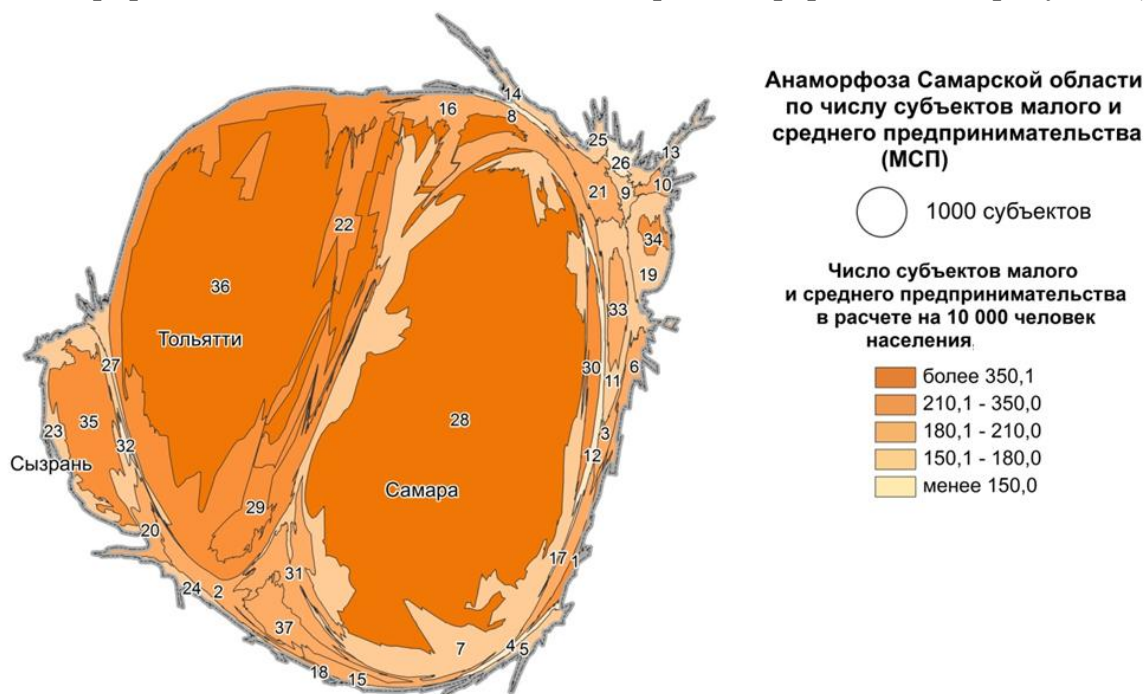 Анаморфоза Самарской области
по числу субъектов малого и
среднего предпринимательства
(МСП)
1000 субъектов
Число субъектов малого
и среднего предпринимательства
в расчете на 10 000 человек
населения
более 350,1
210,1 - 350,0
180,1 - 210,0
150,1 - 180,0
менее 150,0
14
16
8
25
26
13
10
21
9
22
34
19
36
33
Тольятти
27
30
11
6
35
28
23
3
32
12
Сызрань
Самара
29
20
17
1
31
24
2
37
7
4
5
18
15